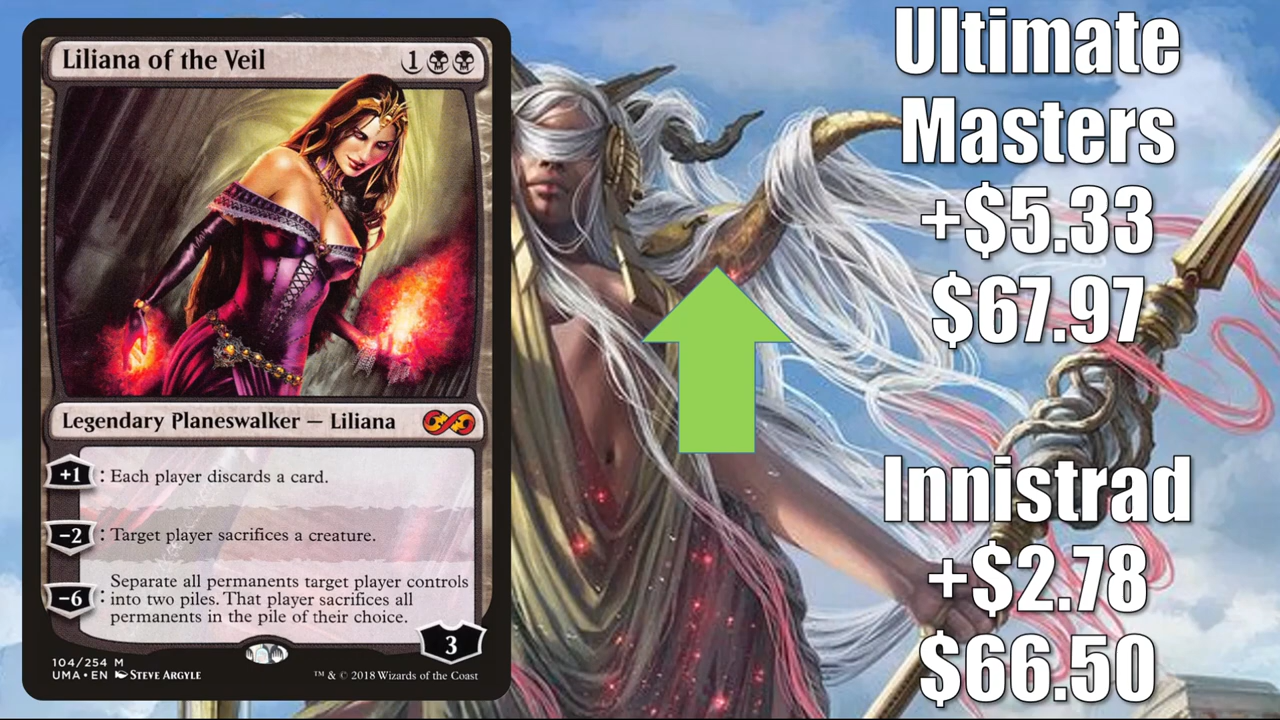 Liliana of the Veil 1
Legendary Planeswalker — Liliana
+1 : Each player discards a card.
−2 : Target player sacrifices a creature.
−6 : Separate all permanents target player controls
into two piles. That player sacrifices all
permanents in the pile of their choice.
3
104/254 M
UMA • EN Steve Argyle
™ & © 2018 Wizards of the Coast
Ultimate
Masters
+$5.33
$67.97
Innistrad
+$2.78
$66.50